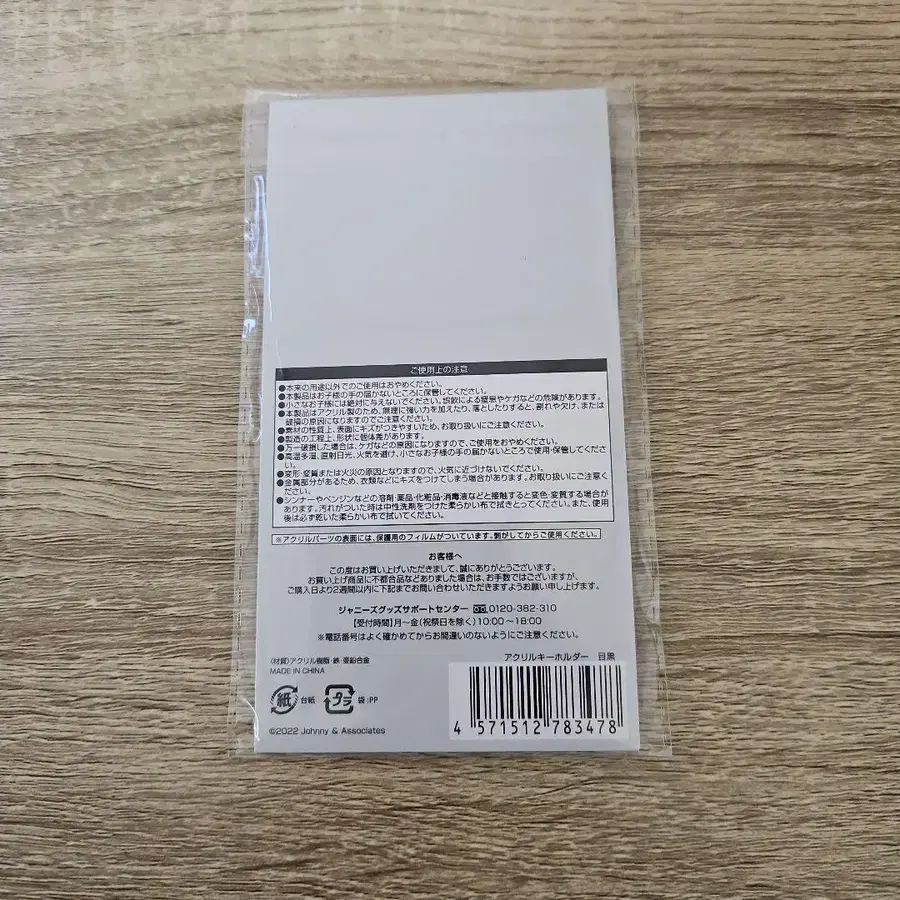 ご使用上の注意
●本来の用途以外でのご使用はおやめください。
●本製品はお子様の手の届かないところに保管してください。
●小さなお子様には絶対に与えないでください。誤飲による窒息やケガなどの危険があります。
●本製品はアクリル製のため、無理に強い力を加えたり、落としたりすると、割れや欠け、または
破損の原因になりますのでご注意ください。
●素材の性質上、表面にキズがつきやすいため、お取り扱いにご注意ください。
●製造の工程上、形状に個体差があります。
●万一破損した場合は、ケガなどの原因になりますので、ご使用をおやめください。
●高温多湿、直射日光、火気を避け、小さなお子様の手の届かないところで使用・保管してください。
●変形・変質または火災の原因となりますので、火気に近づけないでください。
●金属部分があるため、衣類などにキズをつけてしまう場合があります。お取り扱いにご注意ください。
●シンナーやベンジンなどの溶剤・薬品・化粧品・消毒液などと接触すると変色・変質する場合が
あります。汚れがついた時は中性洗剤をつけた柔らかい布で拭きとってください。また、使用
後は必ず乾いた柔らかい布で拭いてください。
※アクリルパーツの表面には、保護用のフィルムがついています。剥がしてからご使用ください。
お客様へ
この度はお買い上げいただきまして、誠にありがとうございます。
お買い上げ商品に不都合品などありました場合は、お手数ではございますが、
ご購入日より2週間以内に下記までお問い合わせいただきますようお願い申し上げます。
ジャニーズグッズサポートセンター 0120-382-310
【受付時間】月〜金(祝祭日を除く)10:00〜18:00
※電話番号はよく確かめてからお間違いのないようにご注意ください。
アクリルキーホルダー 目黒
〈材質〉アクリル樹脂・鉄・亜鉛合金
MADE IN CHINA
紙 台紙 プラ 袋:PP
4 571512 783478
©2022 Johnny & Associates